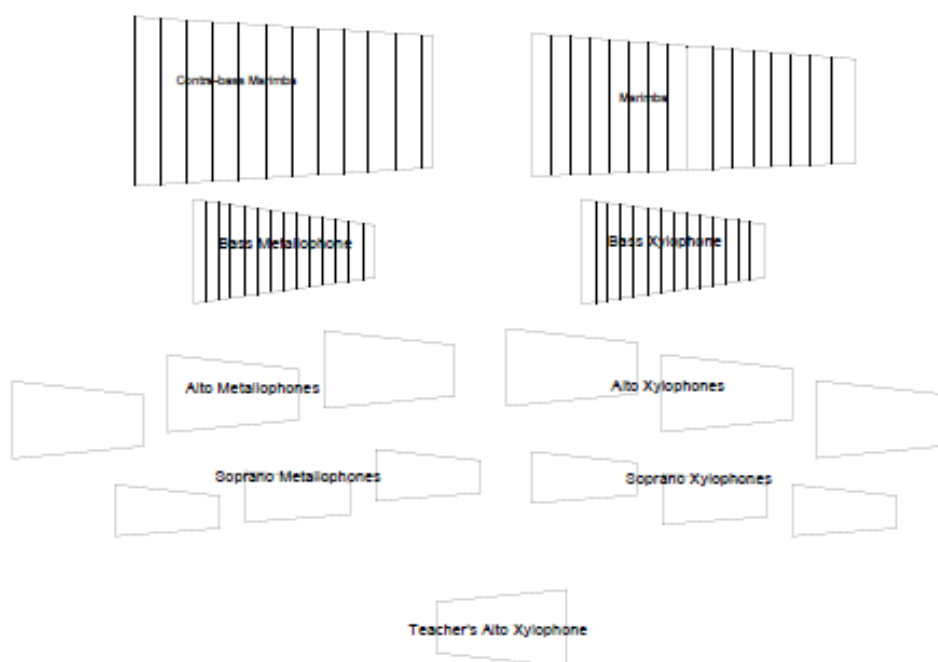 Contra-bass Marimba
Marimba
Bass Metallophone
Bass Xylophone
Alto Metallophones
Alto Xylophones
Soprano Metallophones
Soprano Xylophones
Teacher's Alto Xylophone